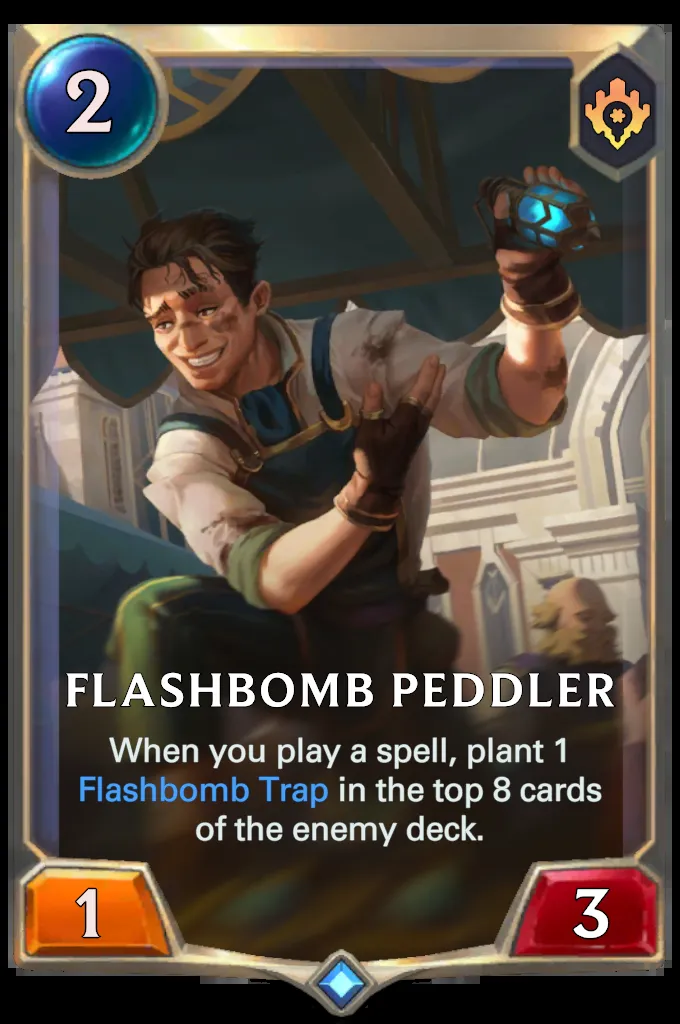 2
FLASHBOMB PEDDLER
When you play a spell, plant 1
Flashbomb Trap in the top 8 cards
of the enemy deck.
1
3